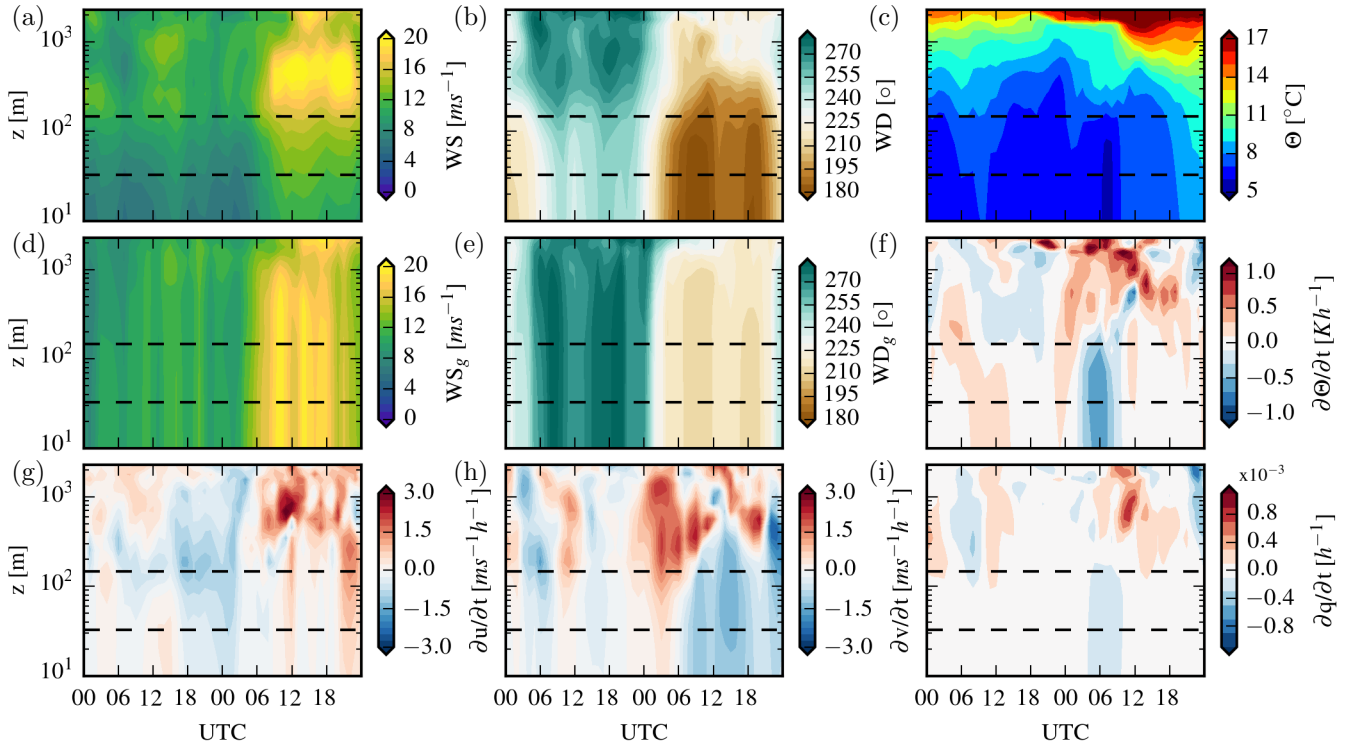 (a) (b) (c)
z [m] 10³ 10² 10¹
20 16 12 8 4 0 WS [ms⁻¹]
270 255 240 225 210 195 180 WD [○]
17 14 11 8 5 Θ [°C]
(d) (e) (f)
z [m] 10³ 10² 10¹
20 16 12 8 4 0 WS_g [ms⁻¹]
270 255 240 225 210 195 180 WD_g [○]
1.0 0.5 0.0 −0.5 −1.0 ∂Θ/∂t [Kh⁻¹]
(g) (h) (i)
z [m] 10³ 10² 10¹
3.0 1.5 0.0 −1.5 −3.0 ∂u/∂t [ms⁻¹h⁻¹]
3.0 1.5 0.0 −1.5 −3.0 ∂v/∂t [ms⁻¹h⁻¹]
x10⁻³ 0.8 0.4 0.0 −0.4 −0.8 ∂q/∂t [h⁻¹]
00 06 12 18 00 06 12 18 00 06 12 18 00 06 12 18 00 06 12 18 00 06 12 18
UTC UTC UTC